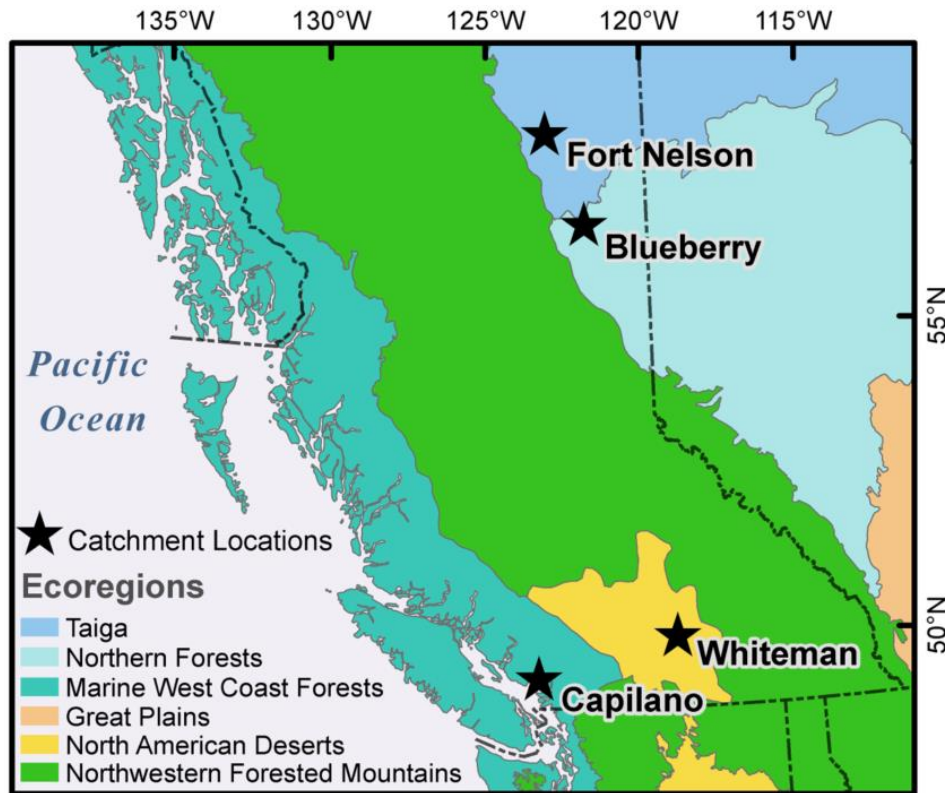 135°W 130°W 125°W 120°W 115°W
Fort Nelson
Blueberry
55°N
Pacific
Ocean
Catchment Locations
Ecoregions
Taiga
Northern Forests
Marine West Coast Forests
Great Plains
North American Deserts
Northwestern Forested Mountains
50°N
Whiteman
Capilano